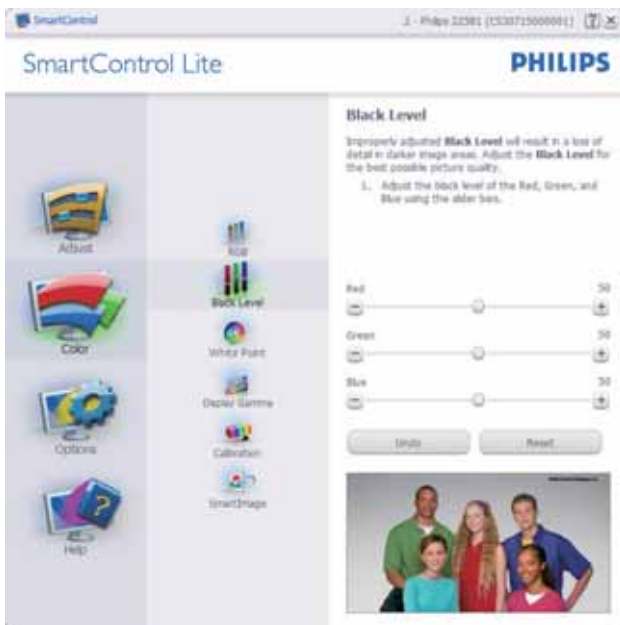 SmartControl
SmartControl Lite
PHILIPS
Adjust
Color
Options
Help
RGB
Black Level
White Point
Display Gamma
Calibration
SmartImage
Black Level
Improperly adjusted Black Level will result in a loss of
detail in darker image areas. Adjust the Black Level for
the best possible picture quality.
1. Adjust the black level of the Red, Green, and
Blue using the slider bars.
Red 50
Green 50
Blue 50
Undo Reset